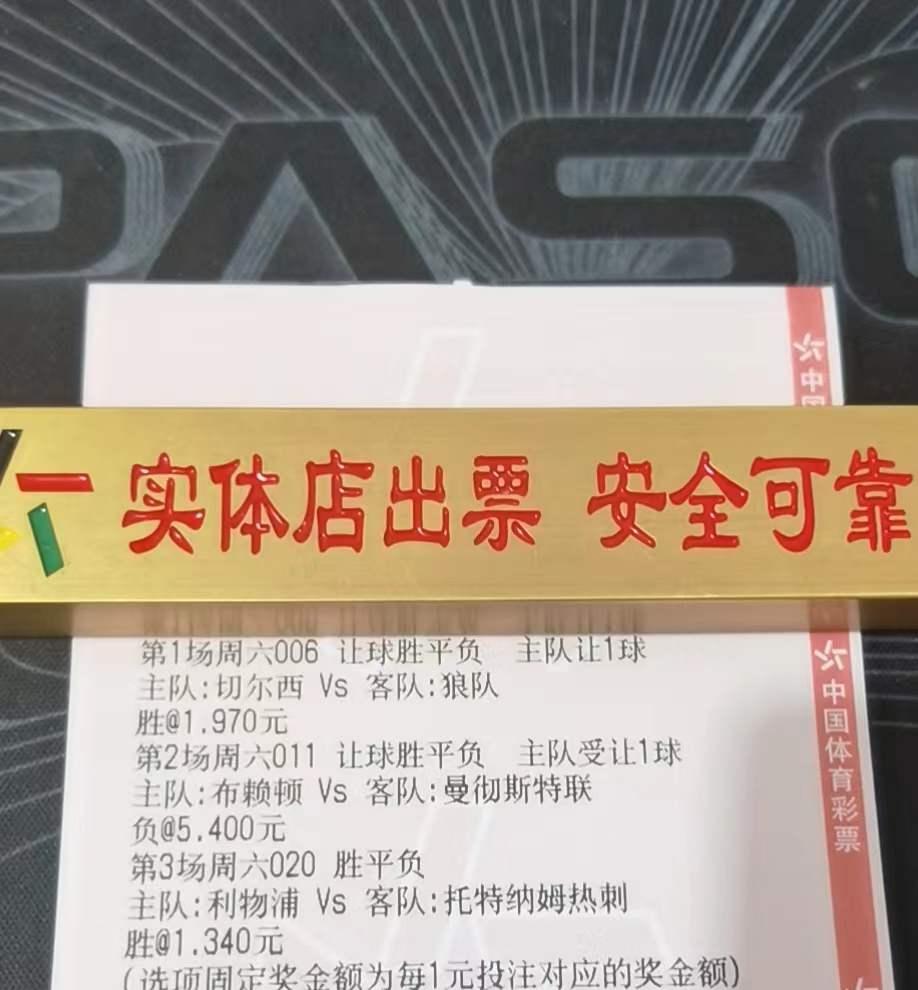 PASO
中国
实体店出票 安全可靠
第1场周六006 让球胜平负 主队让1球
主队:切尔西 Vs 客队:狼队
胜@1.970元
第2场周六011 让球胜平负 主队受让1球
主队:布赖顿 Vs 客队:曼彻斯特联
负@5.400元
第3场周六020 胜平负
主队:利物浦 Vs 客队:托特纳姆热刺
胜@1.340元
(选项固定奖金额为每1元投注对应的奖金额)
中国体育彩票